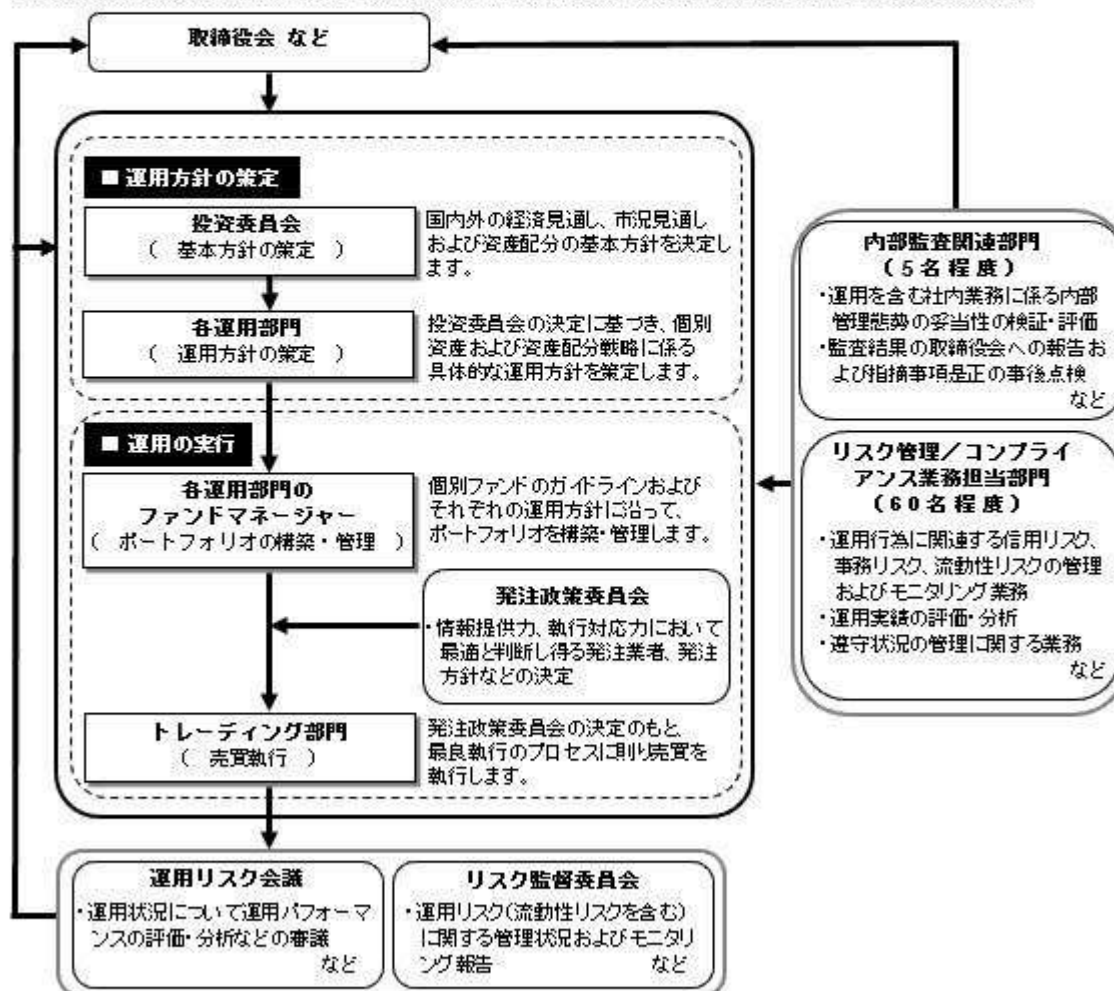 取締役会 など
■ 運用方針の策定
投資委員会
( 基本方針の策定 )
国内外の経済見通し、市況見通し
および資産配分の基本方針を決定し
ます。
各運用部門
( 運用方針の策定 )
投資委員会の決定に基づき、個別
資産および資産配分戦略に係る
具体的な運用方針を策定します。
■ 運用の実行
各運用部門の
ファンドマネージャー
( ポートフォリオの構築・管理 )
個別ファンドのガイドラインおよび
それぞれの運用方針に沿って、
ポートフォリオを構築・管理します。
発注政策委員会
・情報提供力、執行対応力において
最適と判断し得る発注業者、発注
方針などの決定
トレーディング部門
( 売買執行 )
発注政策委員会の決定のもと、
最良執行のプロセスに則り売買を
執行します。
内部監査関連部門
(5名程度)
・運用を含む社内業務に係る内部
管理態勢の妥当性の検証・評価
・監査結果の取締役会への報告お
よび指摘事項是正の事後点検
など
リスク管理/コンプライ
アンス業務担当部門
(60名程度)
・運用行為に関連する信用リスク、
事務リスク、流動性リスクの管理
およびモニタリング業務
・運用実績の評価・分析
・遵守状況の管理に関する業務
など
運用リスク会議
・運用状況について運用パフォーマ
ンスの評価・分析などの審議
など
リスク監督委員会
・運用リスク(流動性リスクを含む)
に関する管理状況およびモニタリ
ング報告 など